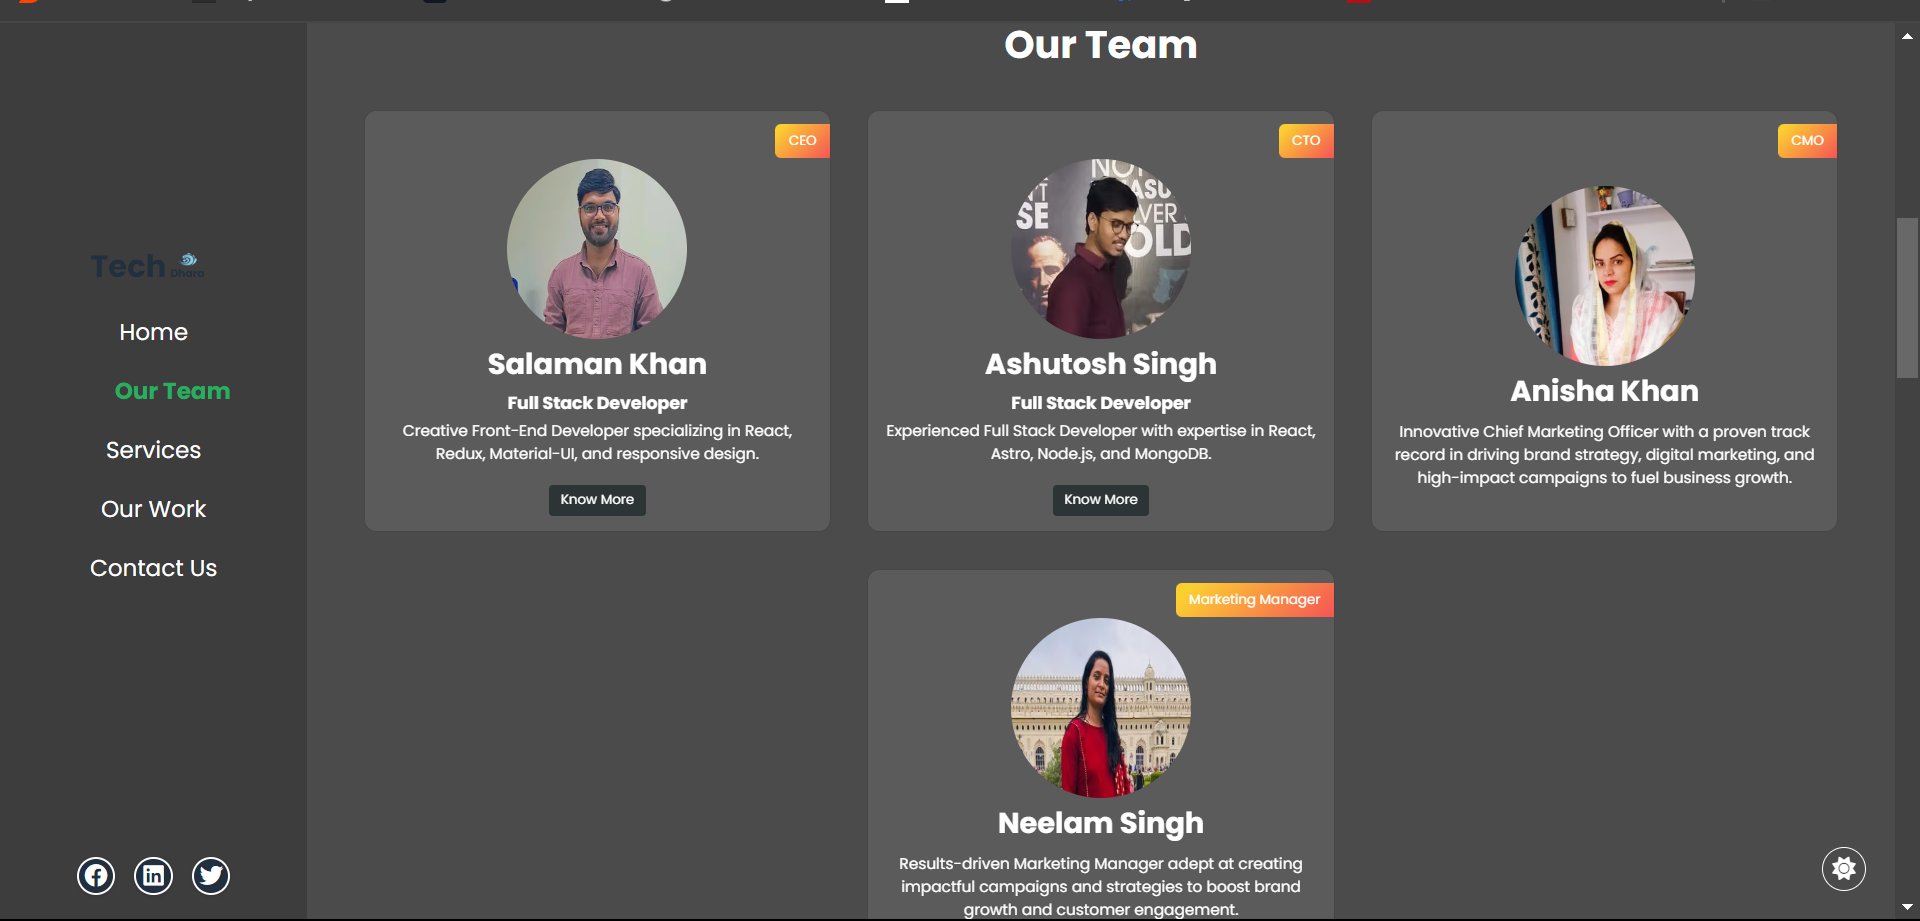 Our Team
Tech Dhara
Home
Our Team
Services
Our Work
Contact Us
CEO
Salaman Khan
Full Stack Developer
Creative Front-End Developer specializing in React,
Redux, Material-UI, and responsive design.
Know More
CTO
NOT
ASU
VER
OLD
SE
Ashutosh Singh
Full Stack Developer
Experienced Full Stack Developer with expertise in React,
Astro, Node.js, and MongoDB.
Know More
CMO
Anisha Khan
Innovative Chief Marketing Officer with a proven track
record in driving brand strategy, digital marketing, and
high-impact campaigns to fuel business growth.
Marketing Manager
Neelam Singh
Results-driven Marketing Manager adept at creating
impactful campaigns and strategies to boost brand
growth and customer engagement.